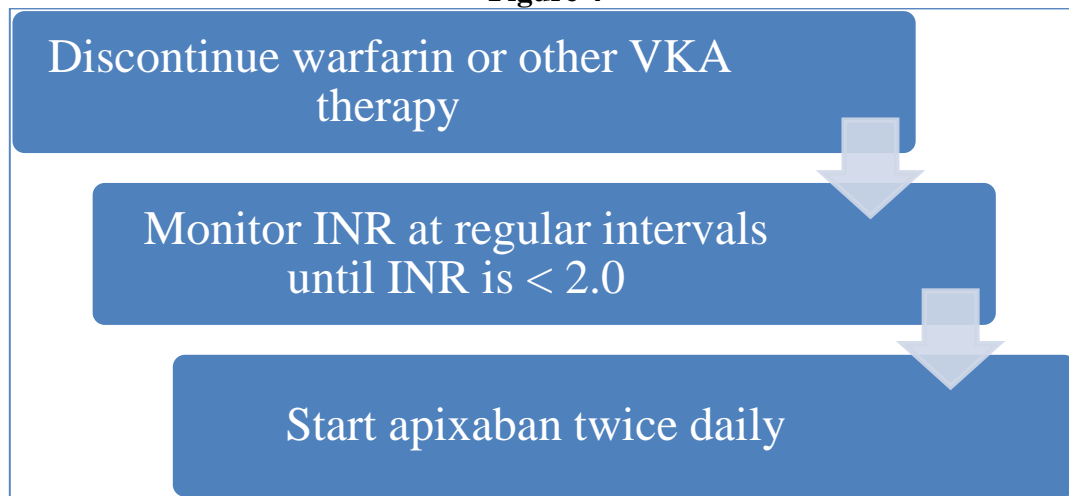 Discontinue warfarin or other VKA
therapy
Monitor INR at regular intervals
until INR is < 2.0
Start apixaban twice daily